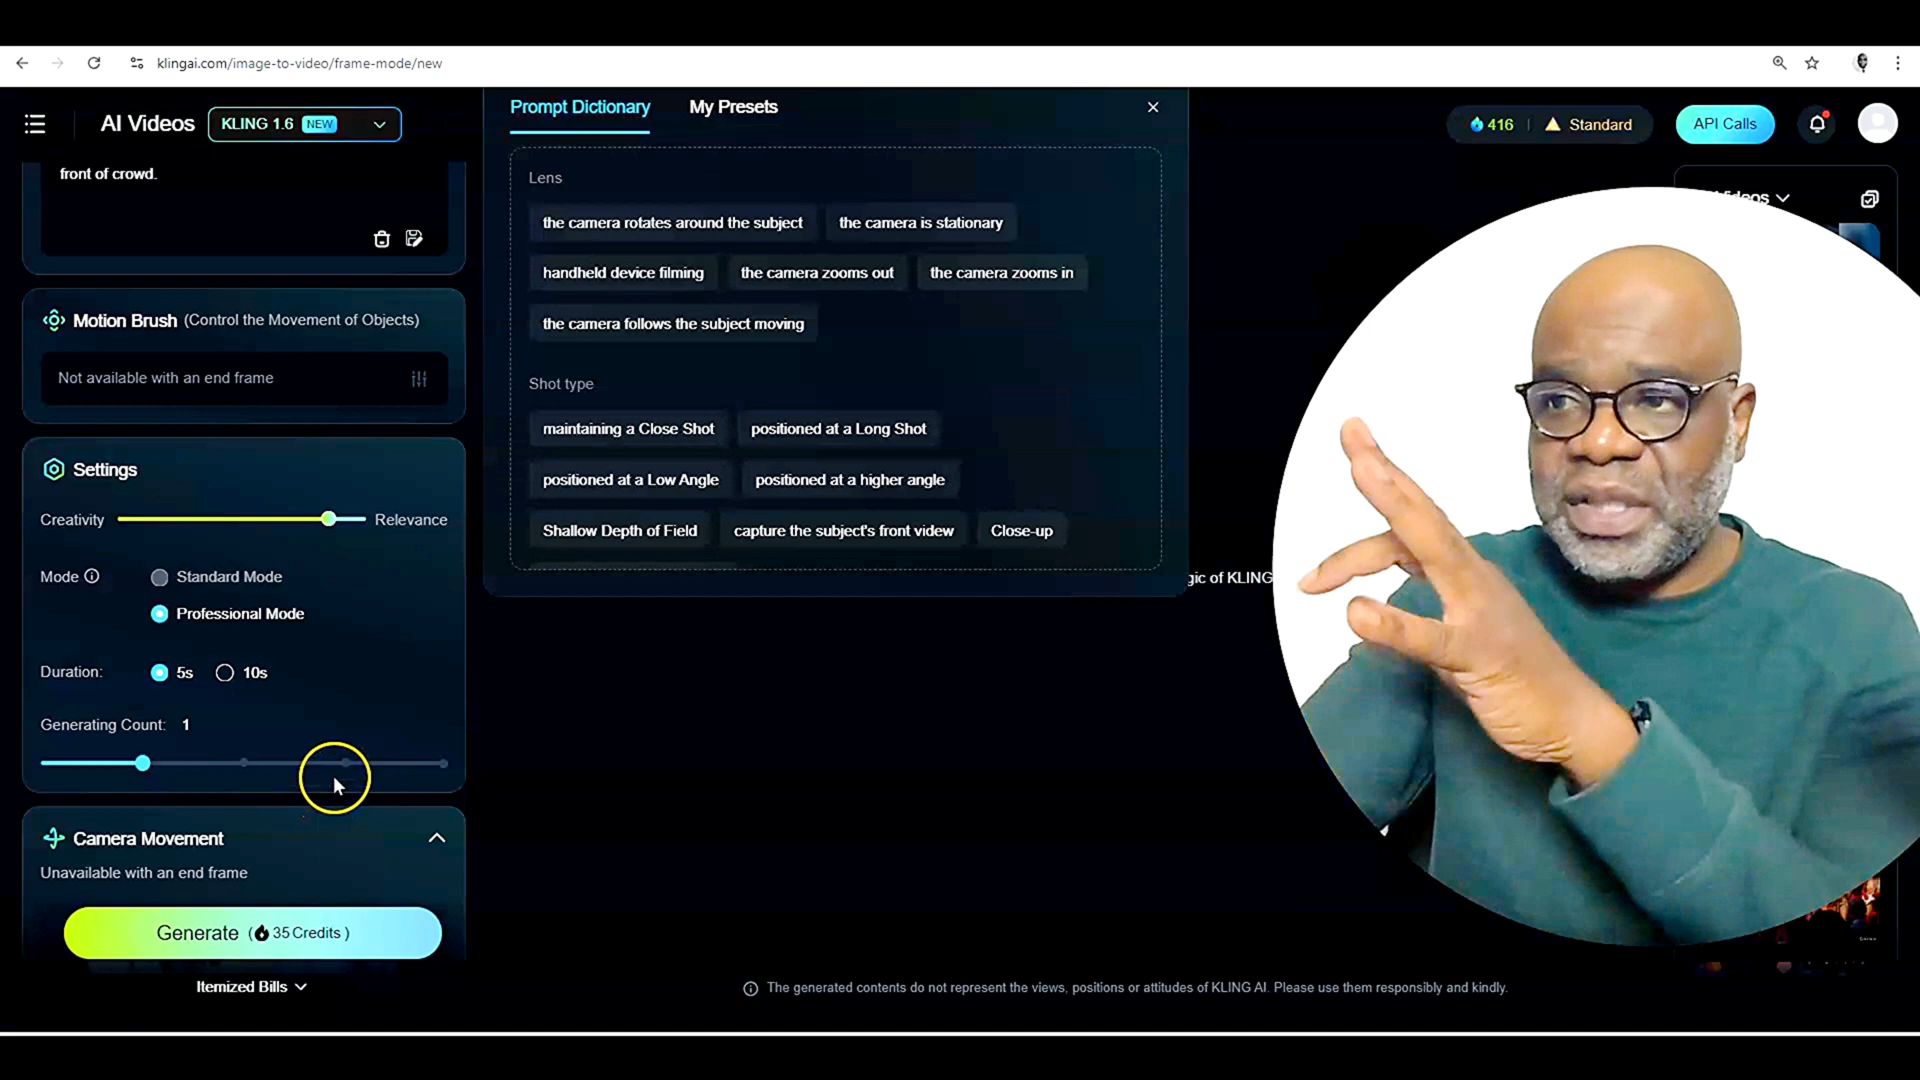 klingai.com/image-to-video/frame-mode/new
AI Videos
KLING 1.6 NEW
Prompt Dictionary
My Presets
416
Standard
API Calls
front of crowd.
Lens
the camera rotates around the subject
the camera is stationary
handheld device filming
the camera zooms out
the camera zooms in
the camera follows the subject moving
Shot type
maintaining a Close Shot
positioned at a Long Shot
positioned at a Low Angle
positioned at a higher angle
Shallow Depth of Field
capture the subject's front videw
Close-up
Motion Brush (Control the Movement of Objects)
Not available with an end frame
Settings
Creativity
Relevance
Mode
Standard Mode
Professional Mode
Duration:
5s
10s
Generating Count: 1
Camera Movement
Unavailable with an end frame
Generate ( 35 Credits )
Itemized Bills
of KLING
The generated contents do not represent the views, positions or attitudes of KLING AI. Please use them responsibly and kindly.